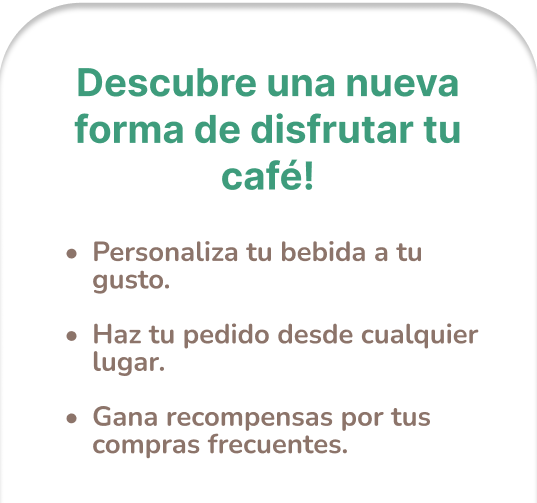 Descubre una nueva
forma de disfrutar tu
café!
• Personaliza tu bebida a tu
gusto.
• Haz tu pedido desde cualquier
lugar.
• Gana recompensas por tus
compras frecuentes.